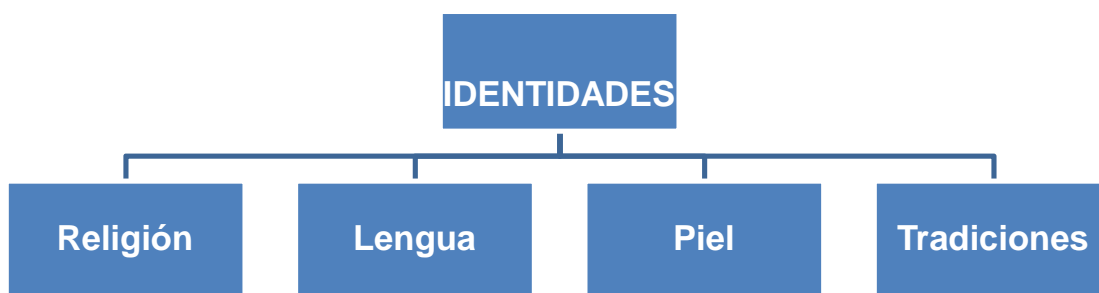 IDENTIDADES
Religión
Lengua
Piel
Tradiciones